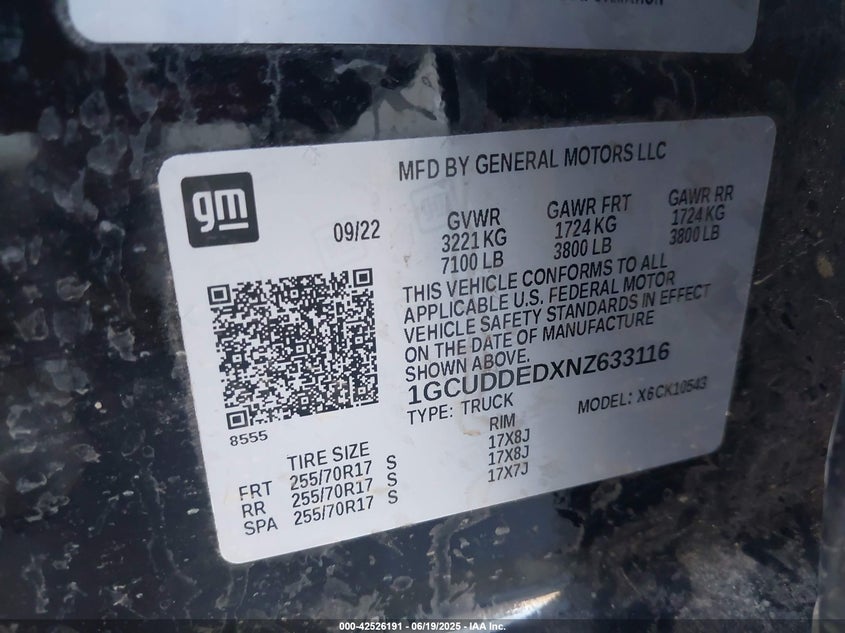 OPERATION
gm
MFD BY GENERAL MOTORS LLC
09/22
GVWR GAWR FRT GAWR RR
3221 KG 1724 KG 1724 KG
7100 LB 3800 LB 3800 LB
THIS VEHICLE CONFORMS TO ALL
APPLICABLE U.S. FEDERAL MOTOR
VEHICLE SAFETY STANDARDS IN EFFECT
ON THE DATE OF MANUFACTURE
SHOWN ABOVE.
1GCUDDEDXNZ633116
TYPE: TRUCK MODEL: X6CK10543
8555
TIRE SIZE RIM
FRT 255/70R17 S 17X8J
RR 255/70R17 S 17X8J
SPA 255/70R17 S 17X7J
000-42526191 - 06/19/2025 - IAA Inc.